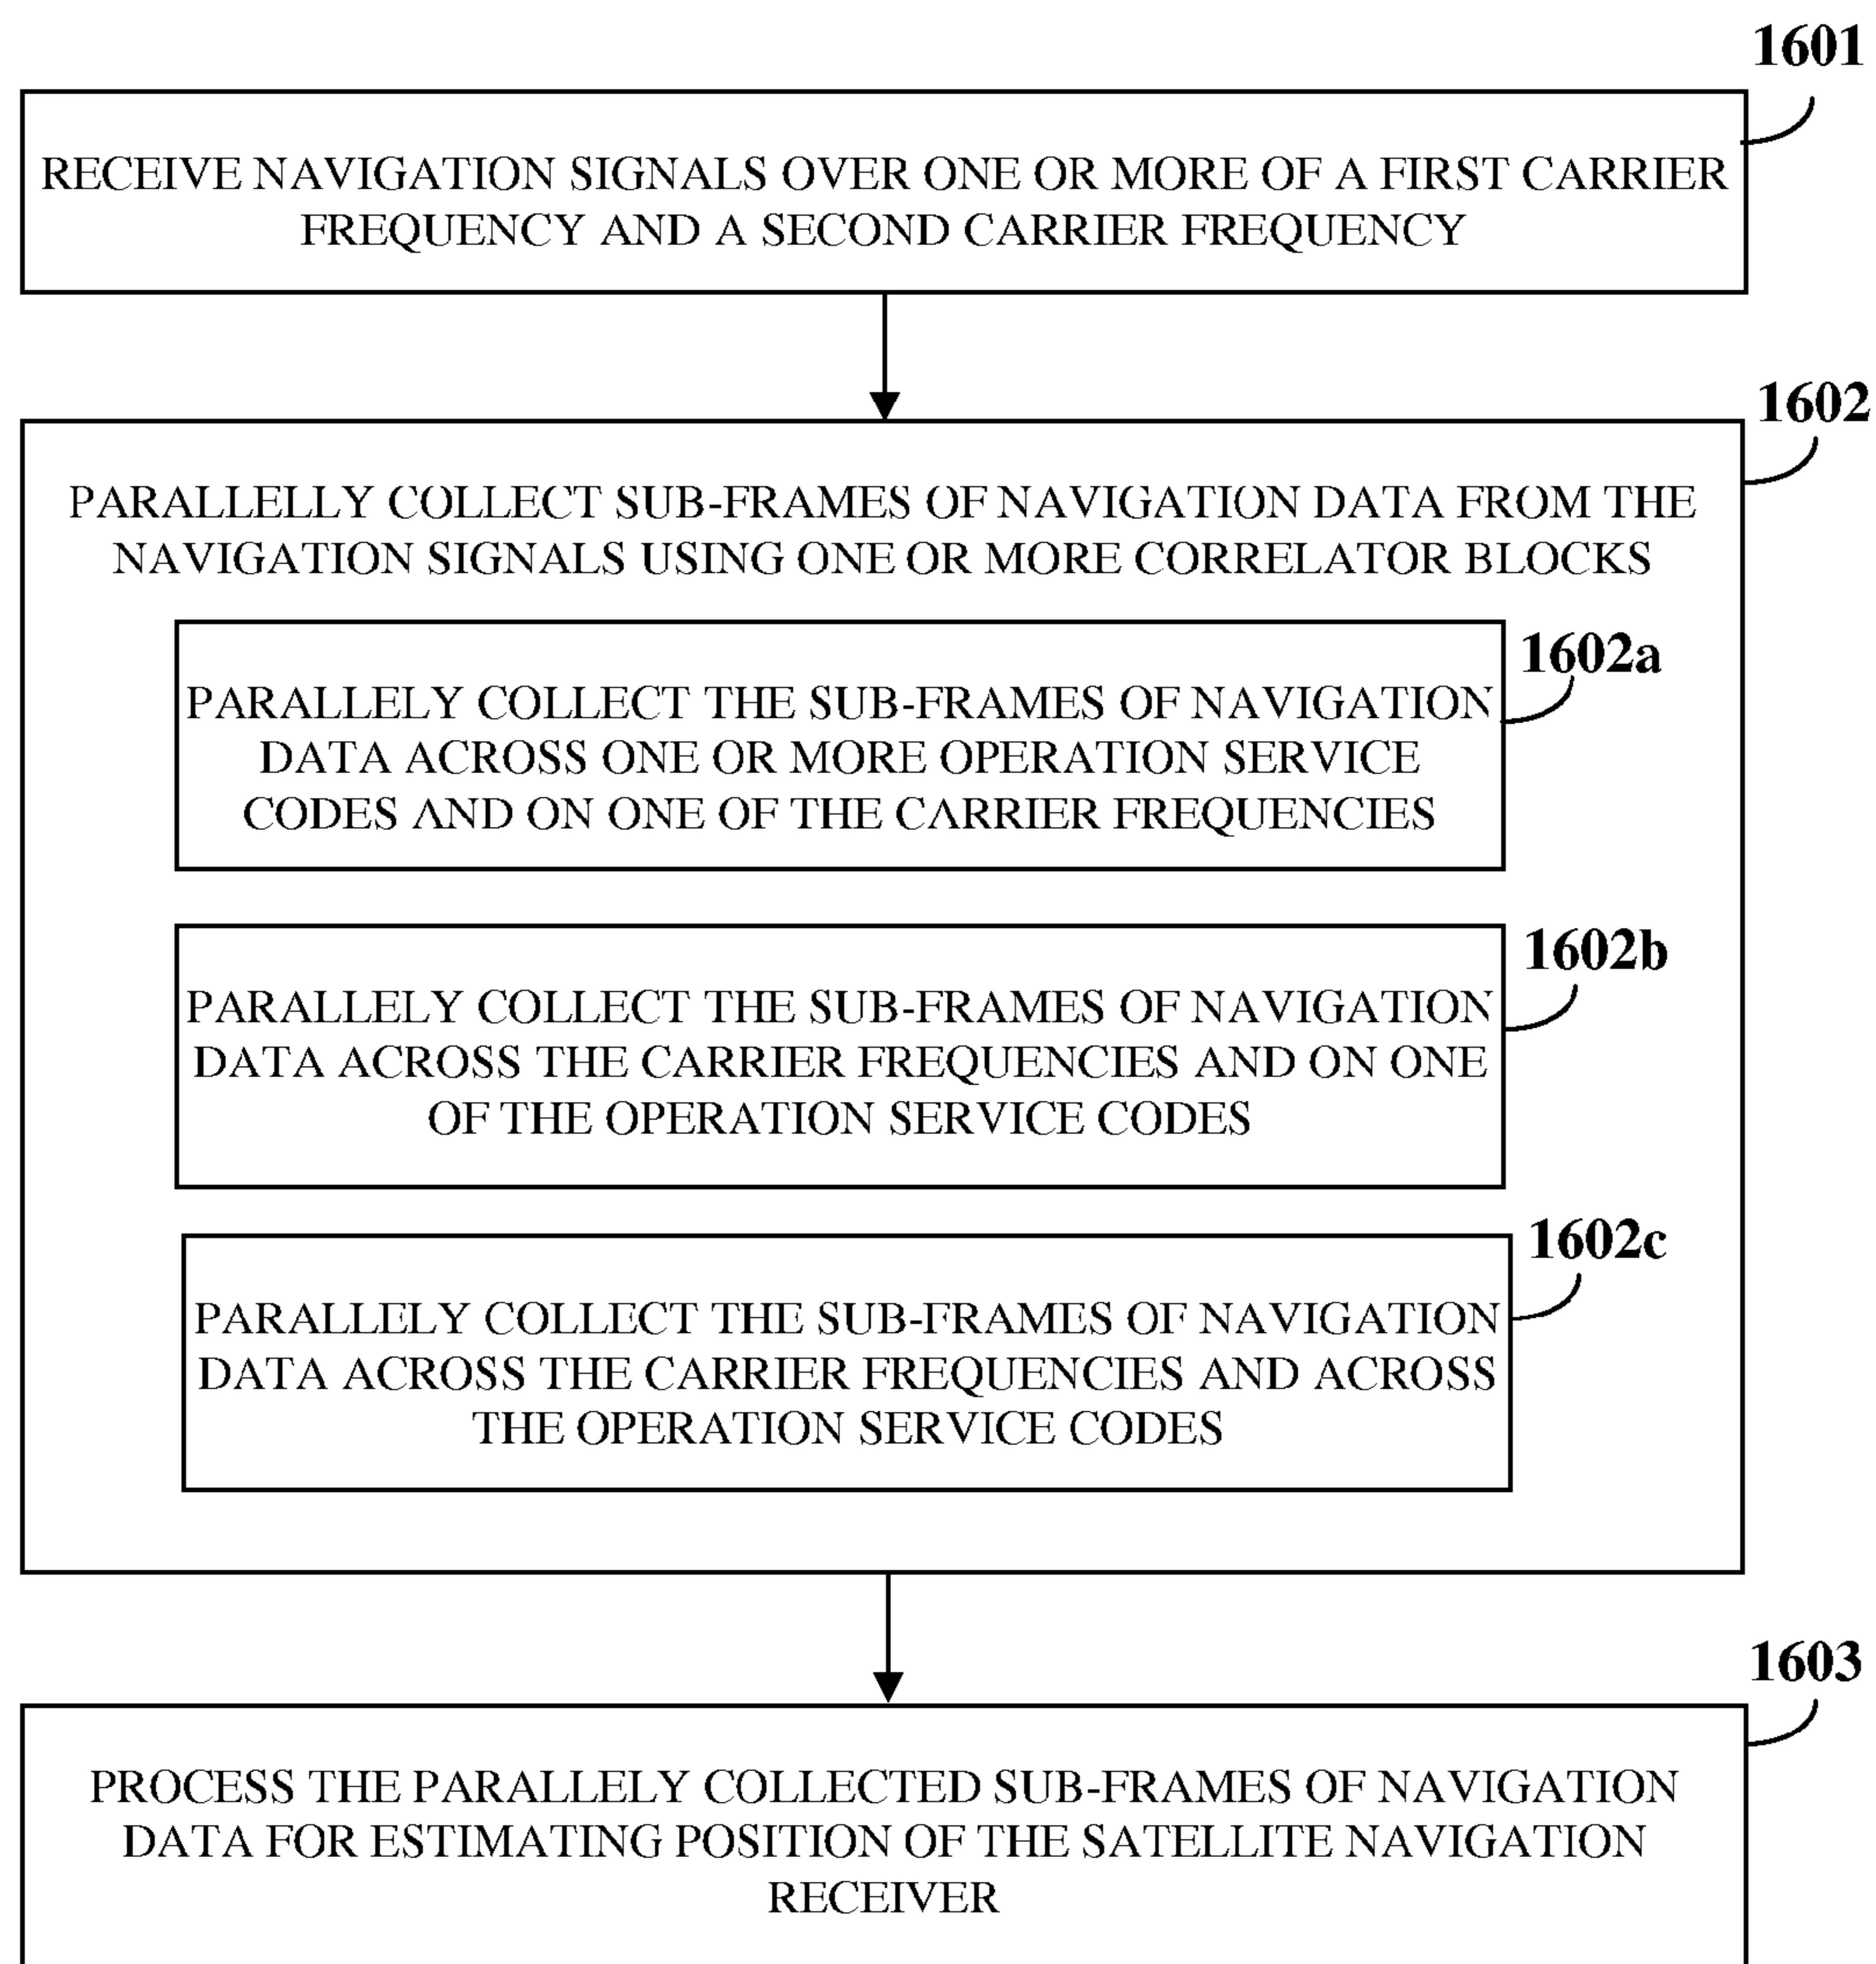 1601
RECEIVE NAVIGATION SIGNALS OVER ONE OR MORE OF A FIRST CARRIER
FREQUENCY AND A SECOND CARRIER FREQUENCY
1602
PARALLELLY COLLECT SUB-FRAMES OF NAVIGATION DATA FROM THE
NAVIGATION SIGNALS USING ONE OR MORE CORRELATOR BLOCKS
1602a
PARALLELY COLLECT THE SUB-FRAMES OF NAVIGATION
DATA ACROSS ONE OR MORE OPERATION SERVICE
CODES AND ON ONE OF THE CARRIER FREQUENCIES
1602b
PARALLELY COLLECT THE SUB-FRAMES OF NAVIGATION
DATA ACROSS THE CARRIER FREQUENCIES AND ON ONE
OF THE OPERATION SERVICE CODES
1602c
PARALLELY COLLECT THE SUB-FRAMES OF NAVIGATION
DATA ACROSS THE CARRIER FREQUENCIES AND ACROSS
THE OPERATION SERVICE CODES
1603
PROCESS THE PARALLELY COLLECTED SUB-FRAMES OF NAVIGATION
DATA FOR ESTIMATING POSITION OF THE SATELLITE NAVIGATION
RECEIVER